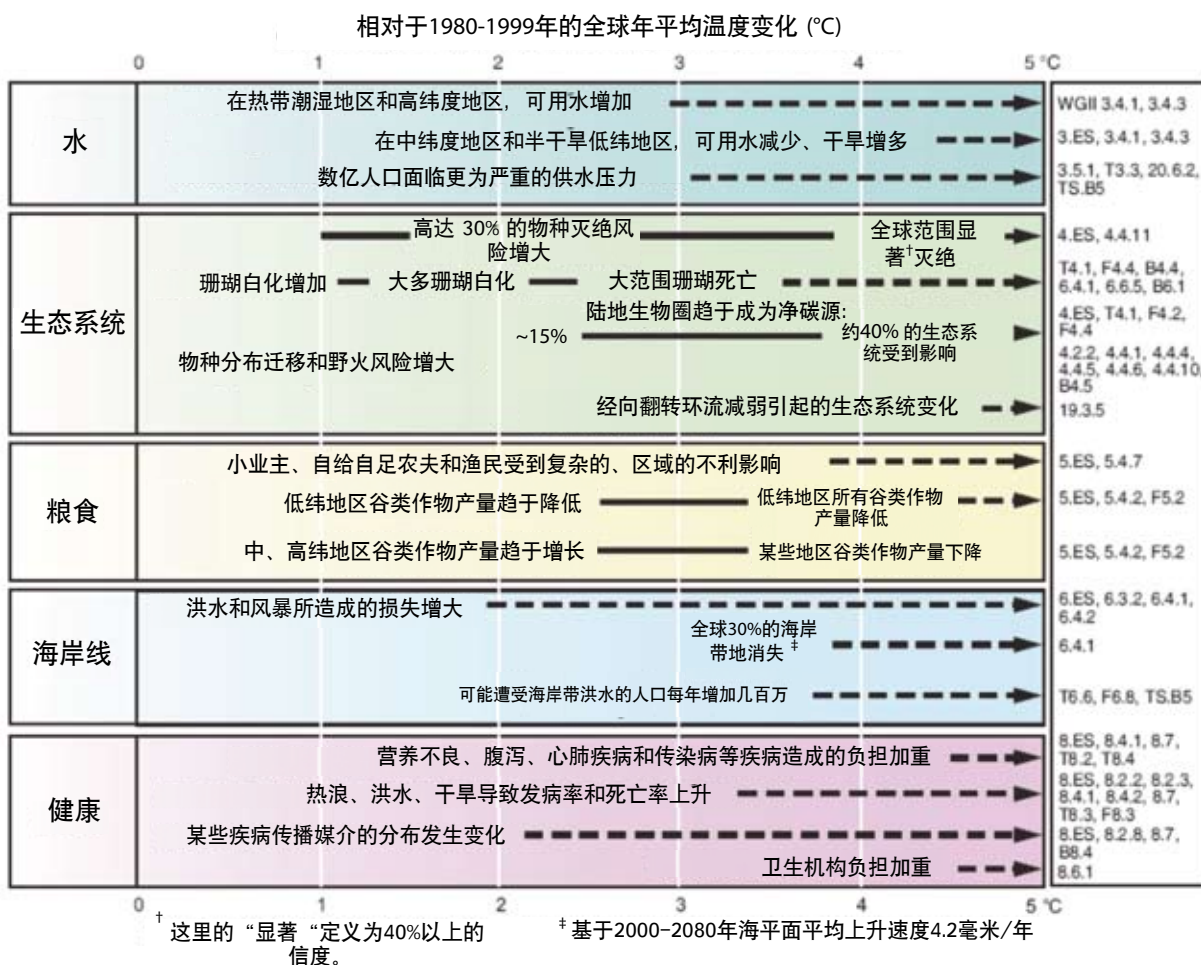 相对于1980-1999年的全球年平均温度变化 (℃)
0 1 2 3 4 5 ℃
水
在热带潮湿地区和高纬度地区，可用水增加
WGII 3.4.1, 3.4.3
在中纬度地区和半干旱低纬地区，可用水减少、干旱增多
3.ES, 3.4.1, 3.4.3
数亿人口面临更为严重的供水压力
3.5.1, T3.3, 20.6.2,
TS.B5
生态系统
高达 30% 的物种灭绝风
险增大
全球范围显
著†灭绝
4.ES, 4.4.11
珊瑚白化增加
大多珊瑚白化
大范围珊瑚死亡
T4.1, F4.4, B4.4,
6.4.1, 6.6.5, B6.1
陆地生物圈趋于成为净碳源:
~15%
约40% 的生态系
统受到影响
4.ES, T4.1, F4.2,
F4.4
物种分布迁移和野火风险增大
4.2.2, 4.4.1, 4.4.4,
4.4.5, 4.4.6, 4.4.10,
B4.5
经向翻转环流减弱引起的生态系统变化
19.3.5
粮食
小业主、自给自足农夫和渔民受到复杂的、区域的不利影响
5.ES, 5.4.7
低纬地区谷类作物产量趋于降低
低纬地区所有谷类作物
产量降低
5.ES, 5.4.2, F5.2
中、高纬地区谷类作物产量趋于增长
某些地区谷类作物产量下降
5.ES, 5.4.2, F5.2
海岸线
洪水和风暴所造成的损失增大
6.ES, 6.3.2, 6.4.1,
6.4.2
全球30%的海岸
带地消失 ‡
6.4.1
可能遭受海岸带洪水的人口每年增加几百万
T6.6, F6.8, TS.B5
健康
营养不良、腹泻、心肺疾病和传染病等疾病造成的负担加重
8.ES, 8.4.1, 8.7,
T8.2, T8.4
热浪、洪水、干旱导致发病率和死亡率上升
8.ES, 8.2.2, 8.2.3,
8.4.1, 8.4.2, 8.7,
T8.3, F8.3
某些疾病传播媒介的分布发生变化
8.ES, 8.2.8, 8.7,
B8.4
卫生机构负担加重
8.6.1
0 1 2 3 4 5 ℃
† 这里的 “显著 “定义为40%以上的
信度。
‡ 基于2000-2080年海平面平均上升速度4.2毫米/年